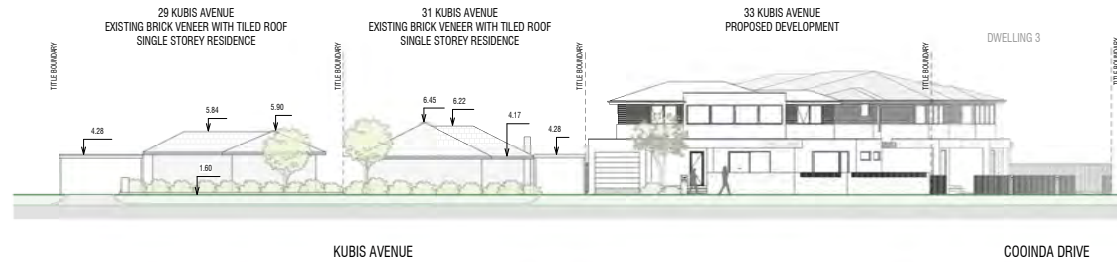 29 KUBIS AVENUE
EXISTING BRICK VENEER WITH TILED ROOF
SINGLE STOREY RESIDENCE
31 KUBIS AVENUE
EXISTING BRICK VENEER WITH TILED ROOF
SINGLE STOREY RESIDENCE
33 KUBIS AVENUE
PROPOSED DEVELOPMENT
DWELLING 3
TITLE BOUNDARY
TITLE BOUNDARY
TITLE BOUNDARY
TITLE BOUNDARY
TITLE BOUNDARY
4.28
5.84
5.90
1.60
6.45
6.22
4.17
4.28
KUBIS AVENUE
COOINDA DRIVE